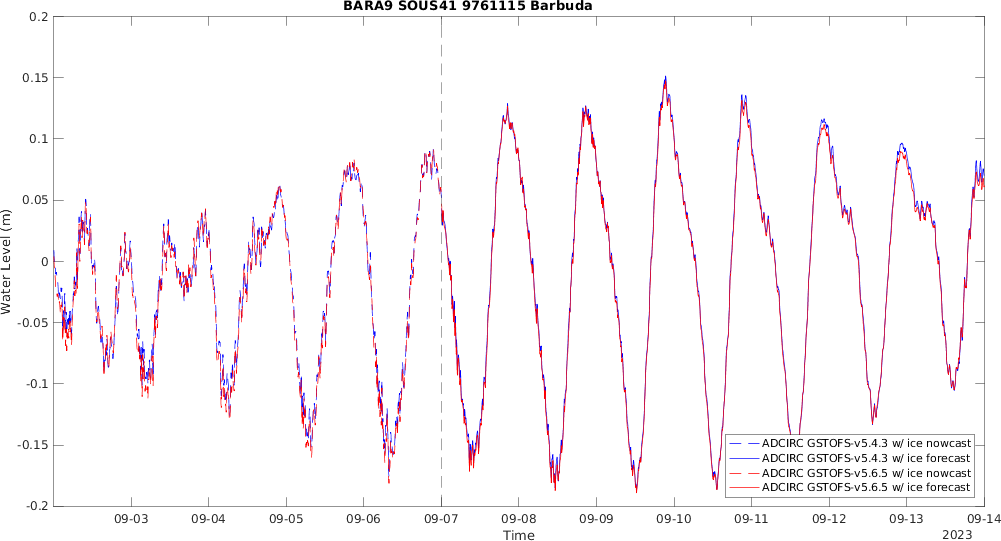 BARA9 SOUS41 9761115 Barbuda
0.2
0.15
0.1
0.05
0
-0.05
-0.1
-0.15
-0.2
Water Level (m)
ADCIRC GSTOFS-v5.4.3 w/ ice nowcast
ADCIRC GSTOFS-v5.4.3 w/ ice forecast
ADCIRC GSTOFS-v5.6.5 w/ ice nowcast
ADCIRC GSTOFS-v5.6.5 w/ ice forecast
09-03 09-04 09-05 09-06 09-07 09-08 09-09 09-10 09-11 09-12 09-13 09-14
Time
2023